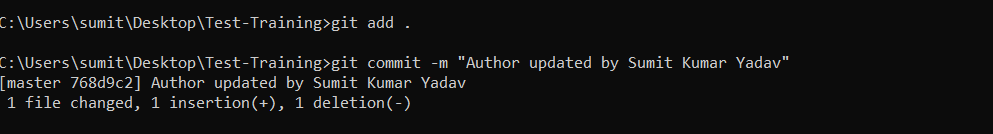 C:\Users\sumit\Desktop\Test-Training>git add .
C:\Users\sumit\Desktop\Test-Training>git commit -m "Author updated by Sumit Kumar Yadav"
[master 768d9c2] Author updated by Sumit Kumar Yadav
1 file changed, 1 insertion(+), 1 deletion(-)